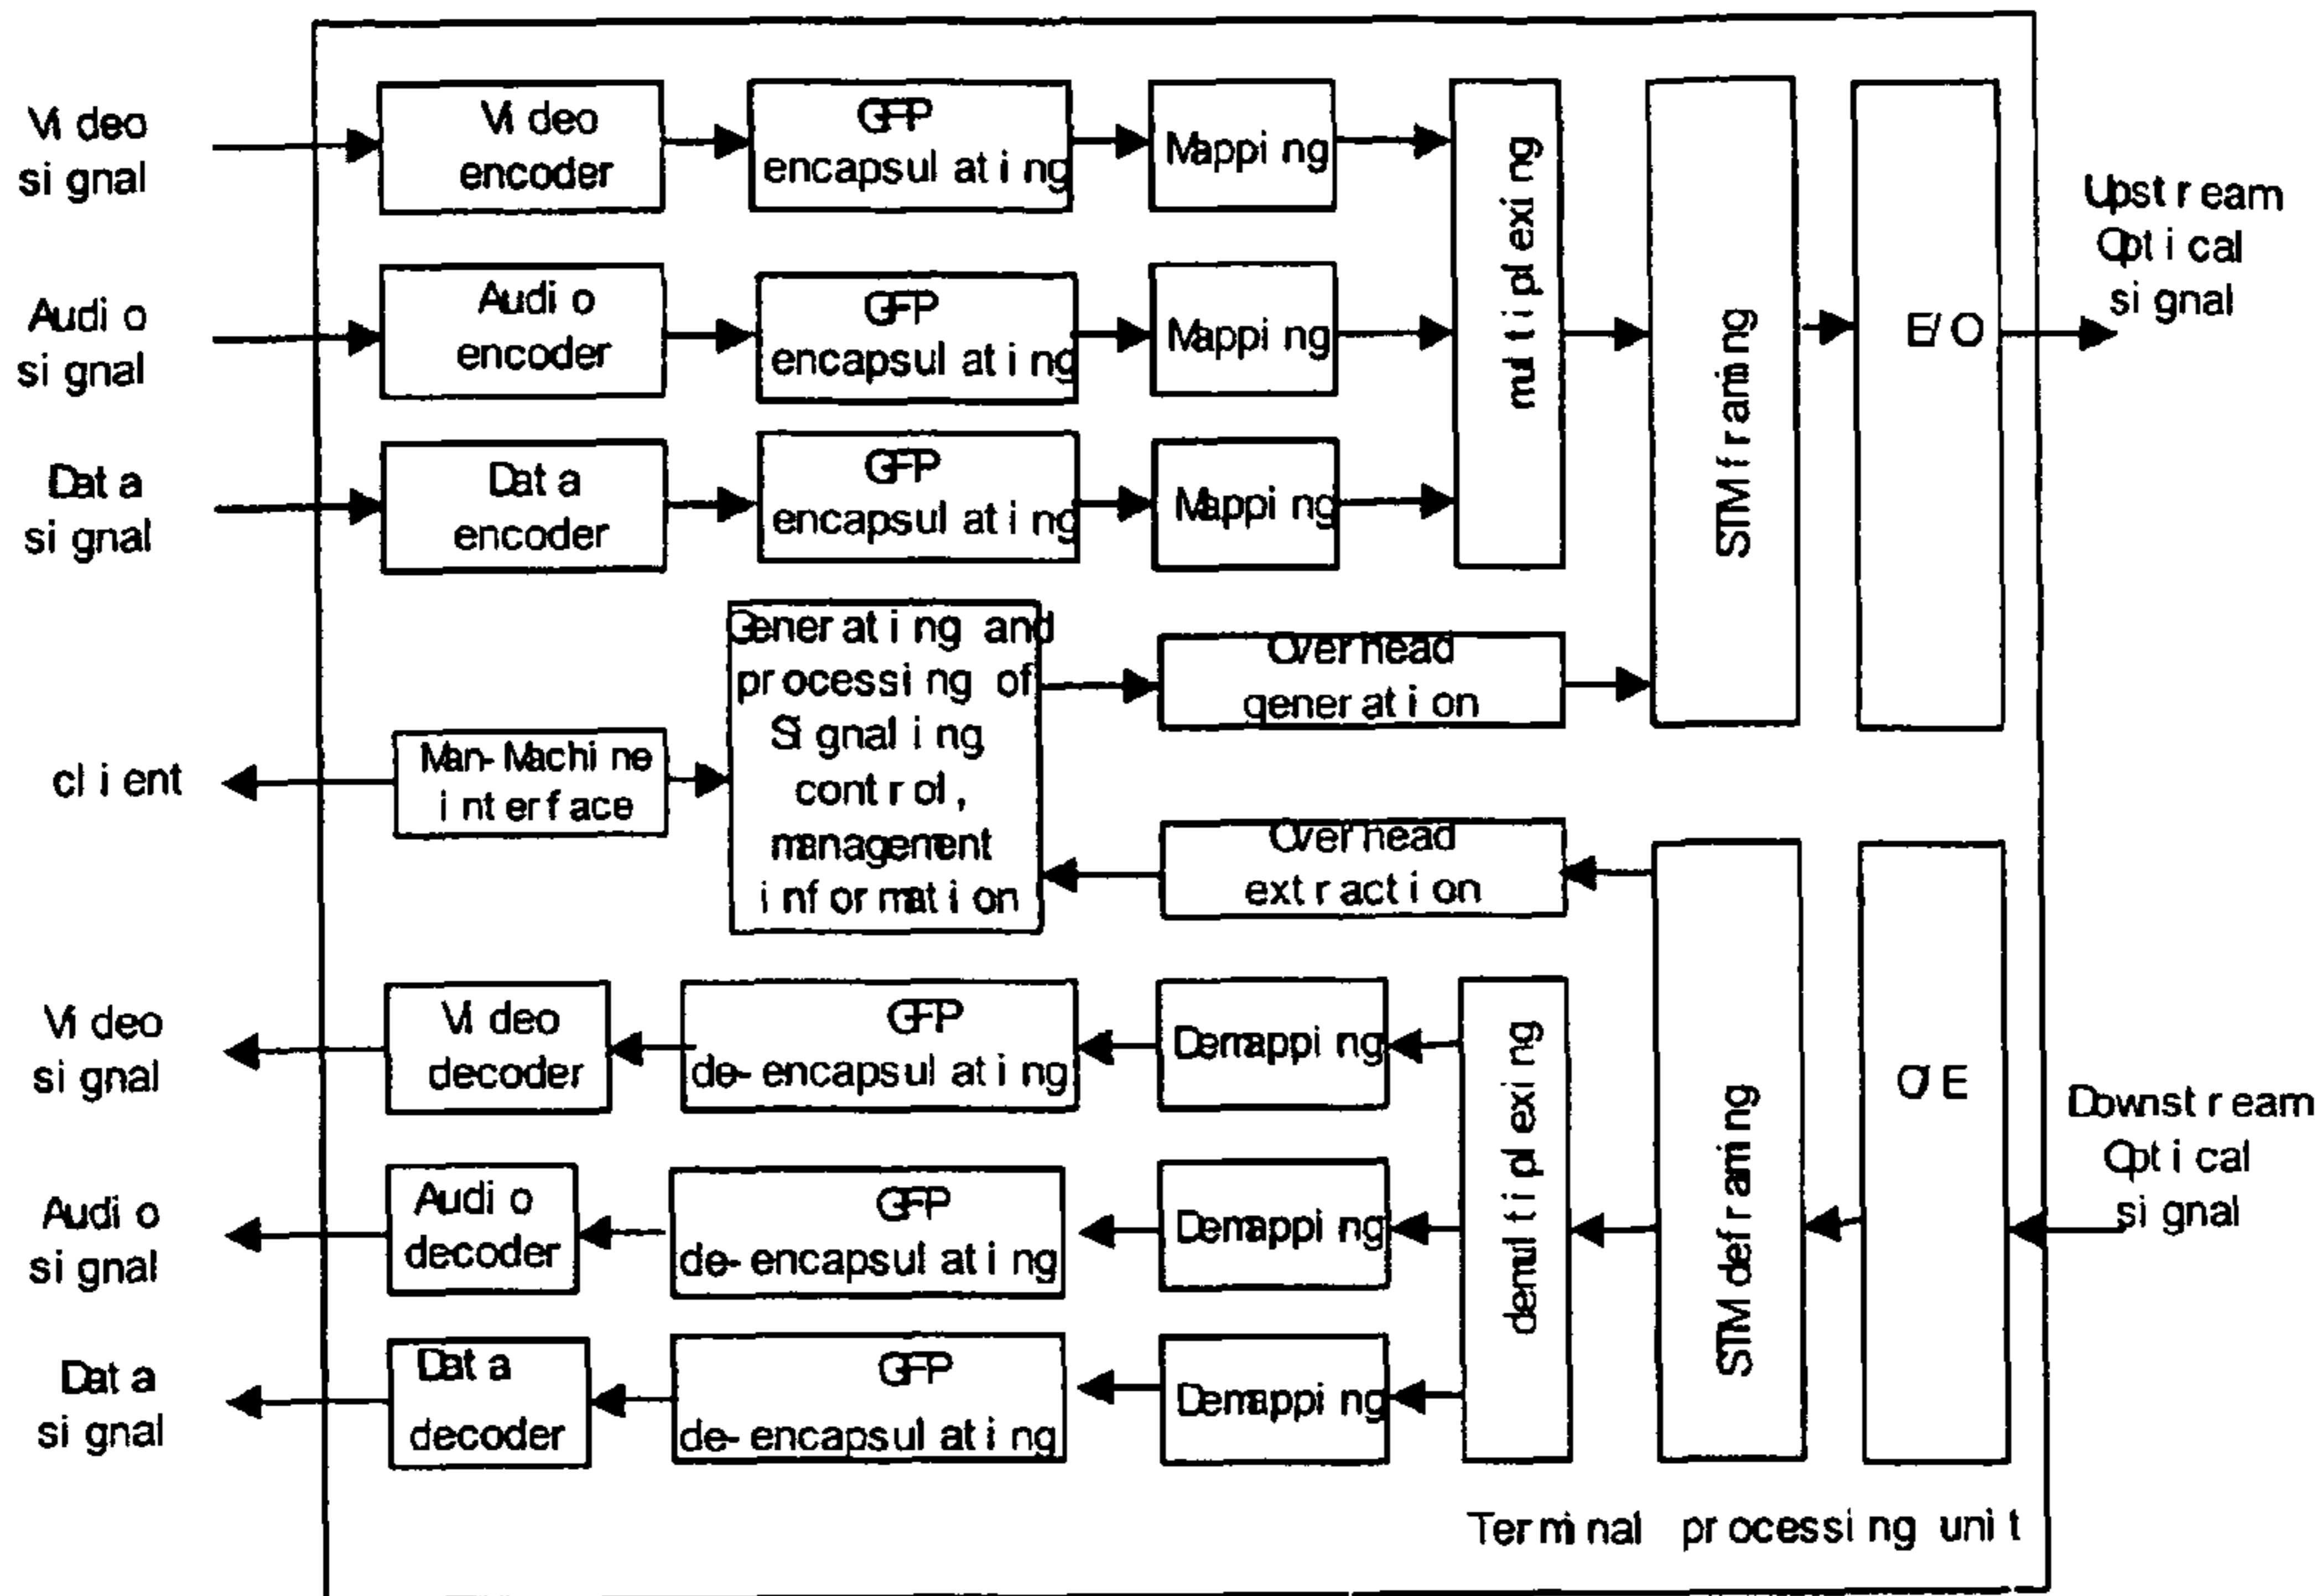 Video
signal
Video
encoder
GFP
encapsulating
Mapping
multiplexing
STM framing
E/O
Upstream
Optical
signal
Audio
signal
Audio
encoder
GFP
encapsulating
Mapping
Data
signal
Data
encoder
GFP
encapsulating
Mapping
client
Man-Machine
interface
Generating and
processing of
Signaling
control,
management
information
Overhead
generation
Overhead
extraction
Video
signal
Video
decoder
GFP
de-encapsulating
Demapping
demultiplexing
STM deframing
O/E
Downstream
Optical
signal
Audio
signal
Audio
decoder
GFP
de-encapsulating
Demapping
Data
signal
Data
decoder
GFP
de-encapsulating
Demapping
Terminal processing unit